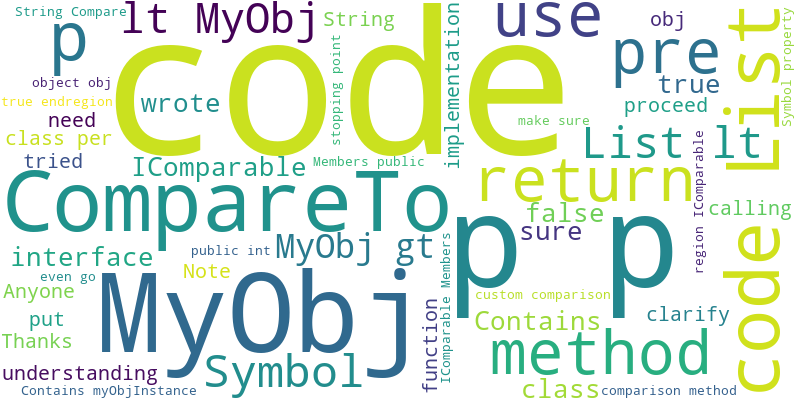 String Compare
lt MyObj
String
use
obj
List
Symbol property
p
code
stopping point
implementation
pre
true
object obj
true endregion
wrote
proceed
need
make sure
class per
List lt
tried
IComparable
Members public
return
region IComparable
CompareTo
p p
false
calling
sure
interface
public int
MyObj gt
even go
Note
MyObj
IComparable Members
custom comparison
code
Anyone
put
function
Contains
clarify
Thanks
method
understanding
Symbol
class
comparison method
Contains myObjInstance